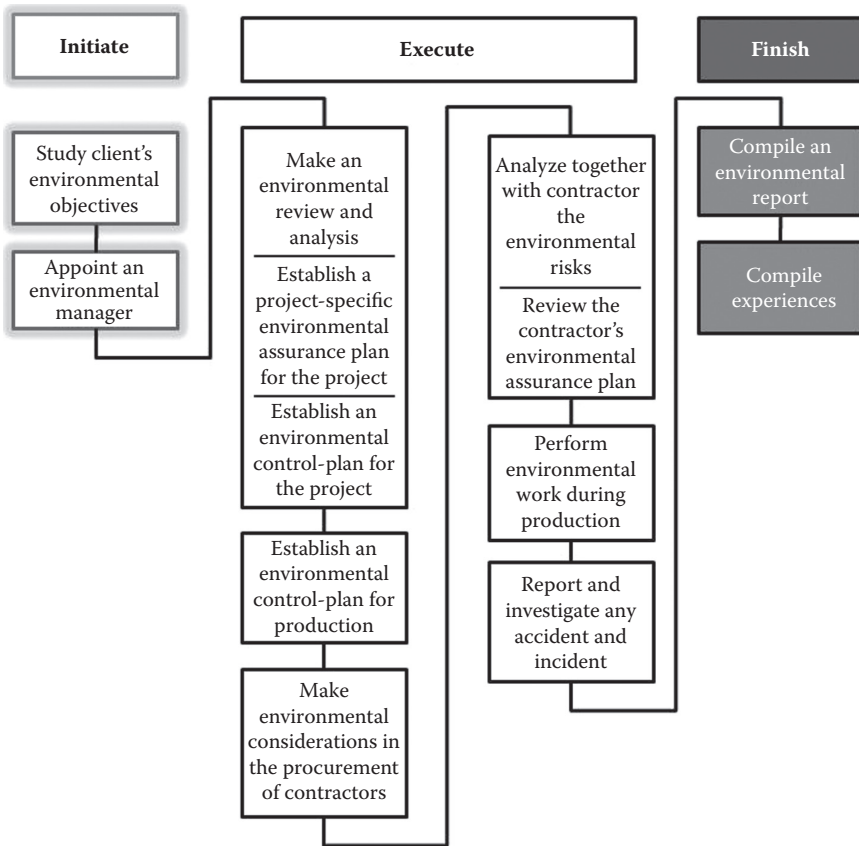 Initiate
Execute
Finish
Study client's
environmental
objectives
Appoint an
environmental
manager
Make an
environmental
review and
analysis
Establish a
project-specific
environmental
assurance plan
for the project
Establish an
environmental
control-plan for
the project
Establish an
environmental
control-plan for
production
Make
environmental
considerations in
the procurement
of contractors
Analyze together
with contractor
the
environmental
risks
Review the
contractor's
environmental
assurance plan
Perform
environmental
work during
production
Report and
investigate any
accident and
incident
Compile an
environmental
report
Compile
experiences